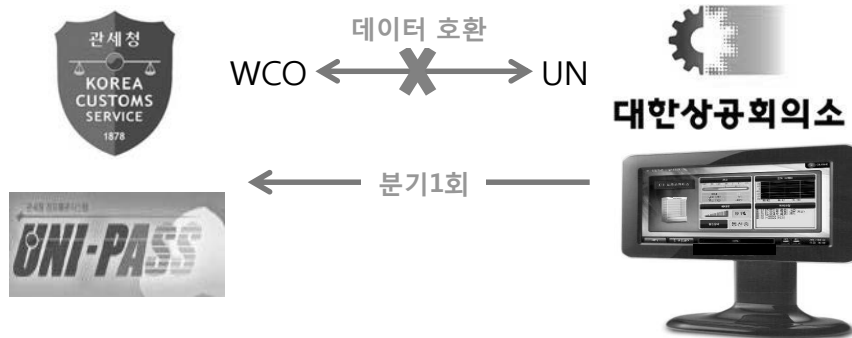 관세청
KOREA
CUSTOMS
SERVICE
1878
데이터 호환
WCO
UN
대한상공회의소
분기1회
UNI-PASS